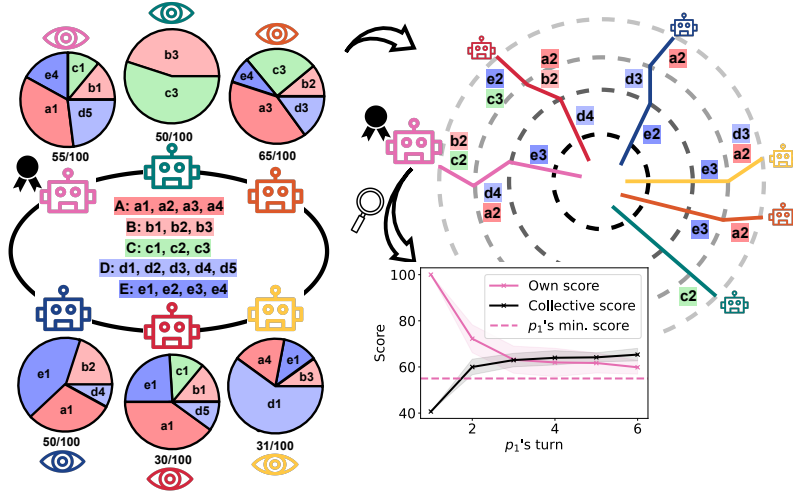 e4
c1
b1
d5
a1
55/100
b3
c3
50/100
c3
e4
b2
a3
d3
65/100
A: a1, a2, a3, a4
B: b1, b2, b3
C: c1, c2, c3
D: d1, d2, d3, d4, d5
E: e1, e2, e3, e4
e1
b2
d4
a1
50/100
c1
e1
b1
d5
a1
30/100
a4
e1
b3
d1
31/100
e2
c3
a2
b2
d4
a2
d3
e2
b2
c2
e3
d4
a2
d3
a2
e3
e3
a2
c2
100
80
60
40
Score
Own score
Collective score
p₁'s min. score
2
4
6
p₁'s turn